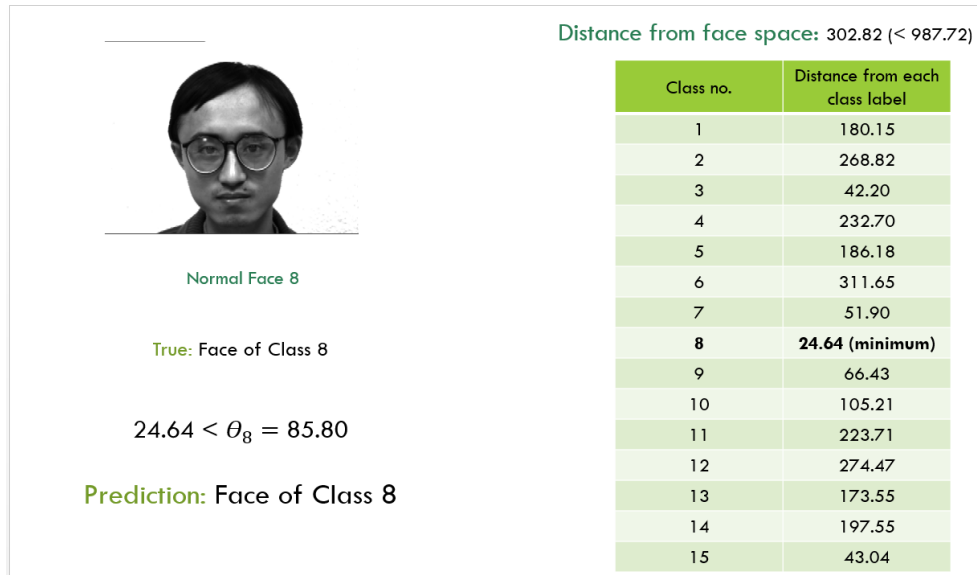 Distance from face space: 302.82 (< 987.72)
Normal Face 8
True: Face of Class 8
24.64 < θ₈ = 85.80
Prediction: Face of Class 8
Class no. Distance from each
class label
1 180.15
2 268.82
3 42.20
4 232.70
5 186.18
6 311.65
7 51.90
8 24.64 (minimum)
9 66.43
10 105.21
11 223.71
12 274.47
13 173.55
14 197.55
15 43.04